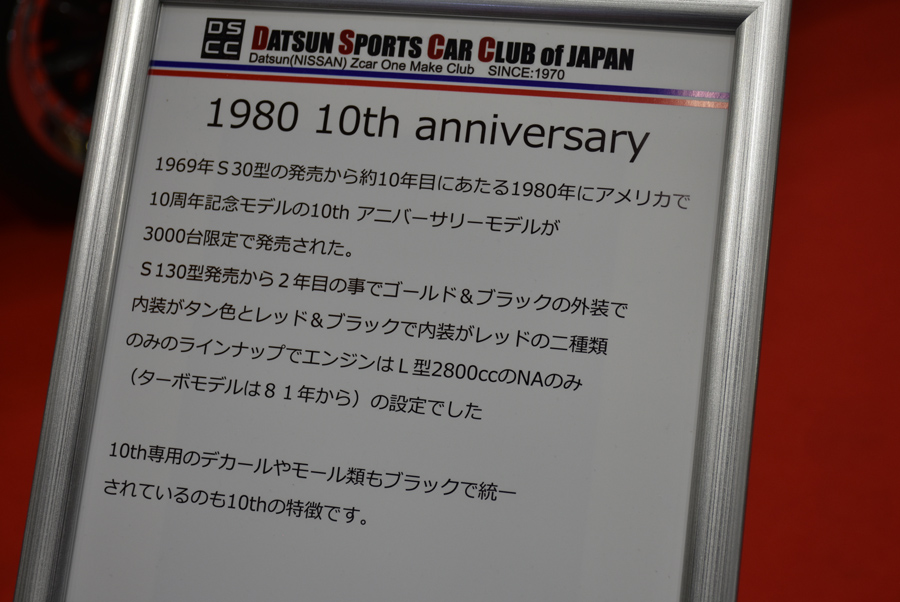 DS
CC
DATSUN SPORTS CAR CLUB of JAPAN
Datsun(NISSAN) Zcar One Make Club SINCE:1970
1980 10th anniversary
1969年Ｓ30型の発売から約10年目にあたる1980年にアメリカで
10周年記念モデルの10th アニバーサリーモデルが
3000台限定で発売された。
Ｓ130型発売から２年目の事でゴールド＆ブラックの外装で
内装がタン色とレッド＆ブラックで内装がレッドの二種類
のみのラインナップでエンジンはＬ型2800ccのNAのみ
（ターボモデルは８１年から）の設定でした
10th専用のデカールやモール類もブラックで統一
されているのも10thの特徴です。